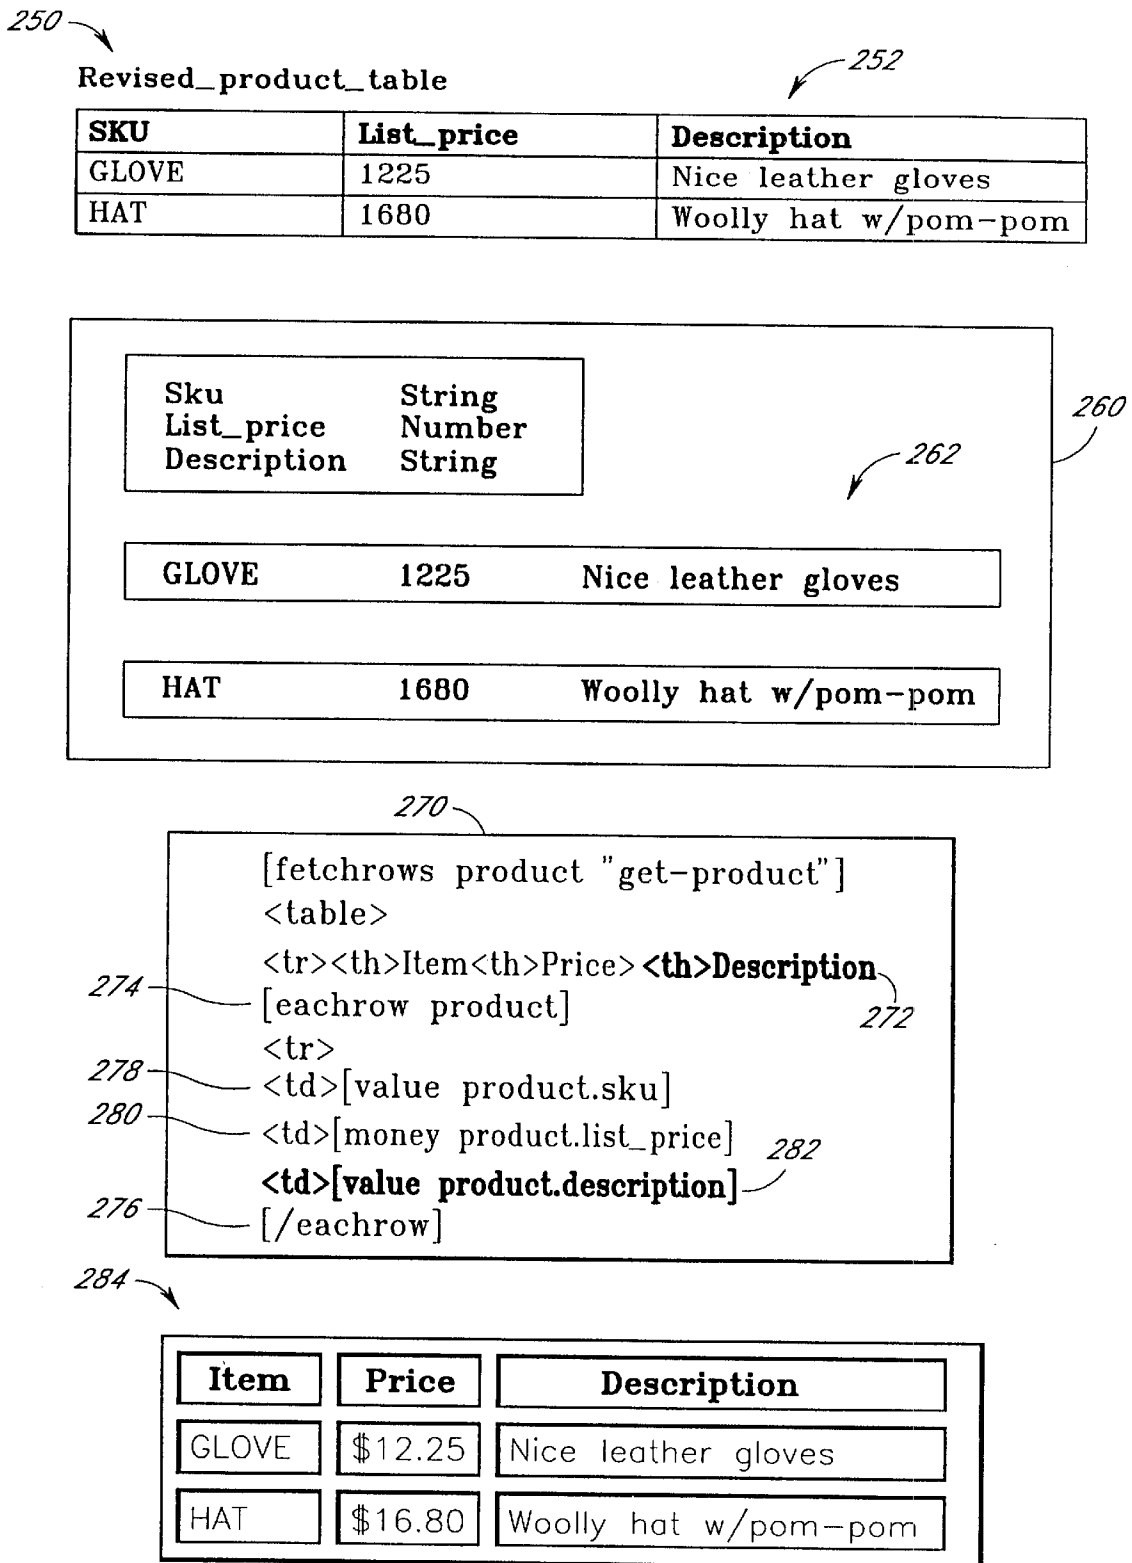 250
252
Revised_product_table
SKU List_price Description
GLOVE 1225 Nice leather gloves
HAT 1680 Woolly hat w/pom-pom
Sku String
List_price Number
Description String
260
262
GLOVE 1225 Nice leather gloves
HAT 1680 Woolly hat w/pom-pom
270
[fetchrows product "get-product"]
<table>
<tr><th>Item<th>Price><th>Description
272
274
[eachrow product]
<tr>
278
<td>[value product.sku]
280
<td>[money product.list_price]
282
<td>[value product.description]
276
[/eachrow]
284
Item Price Description
GLOVE $12.25 Nice leather gloves
HAT $16.80 Woolly hat w/pom-pom